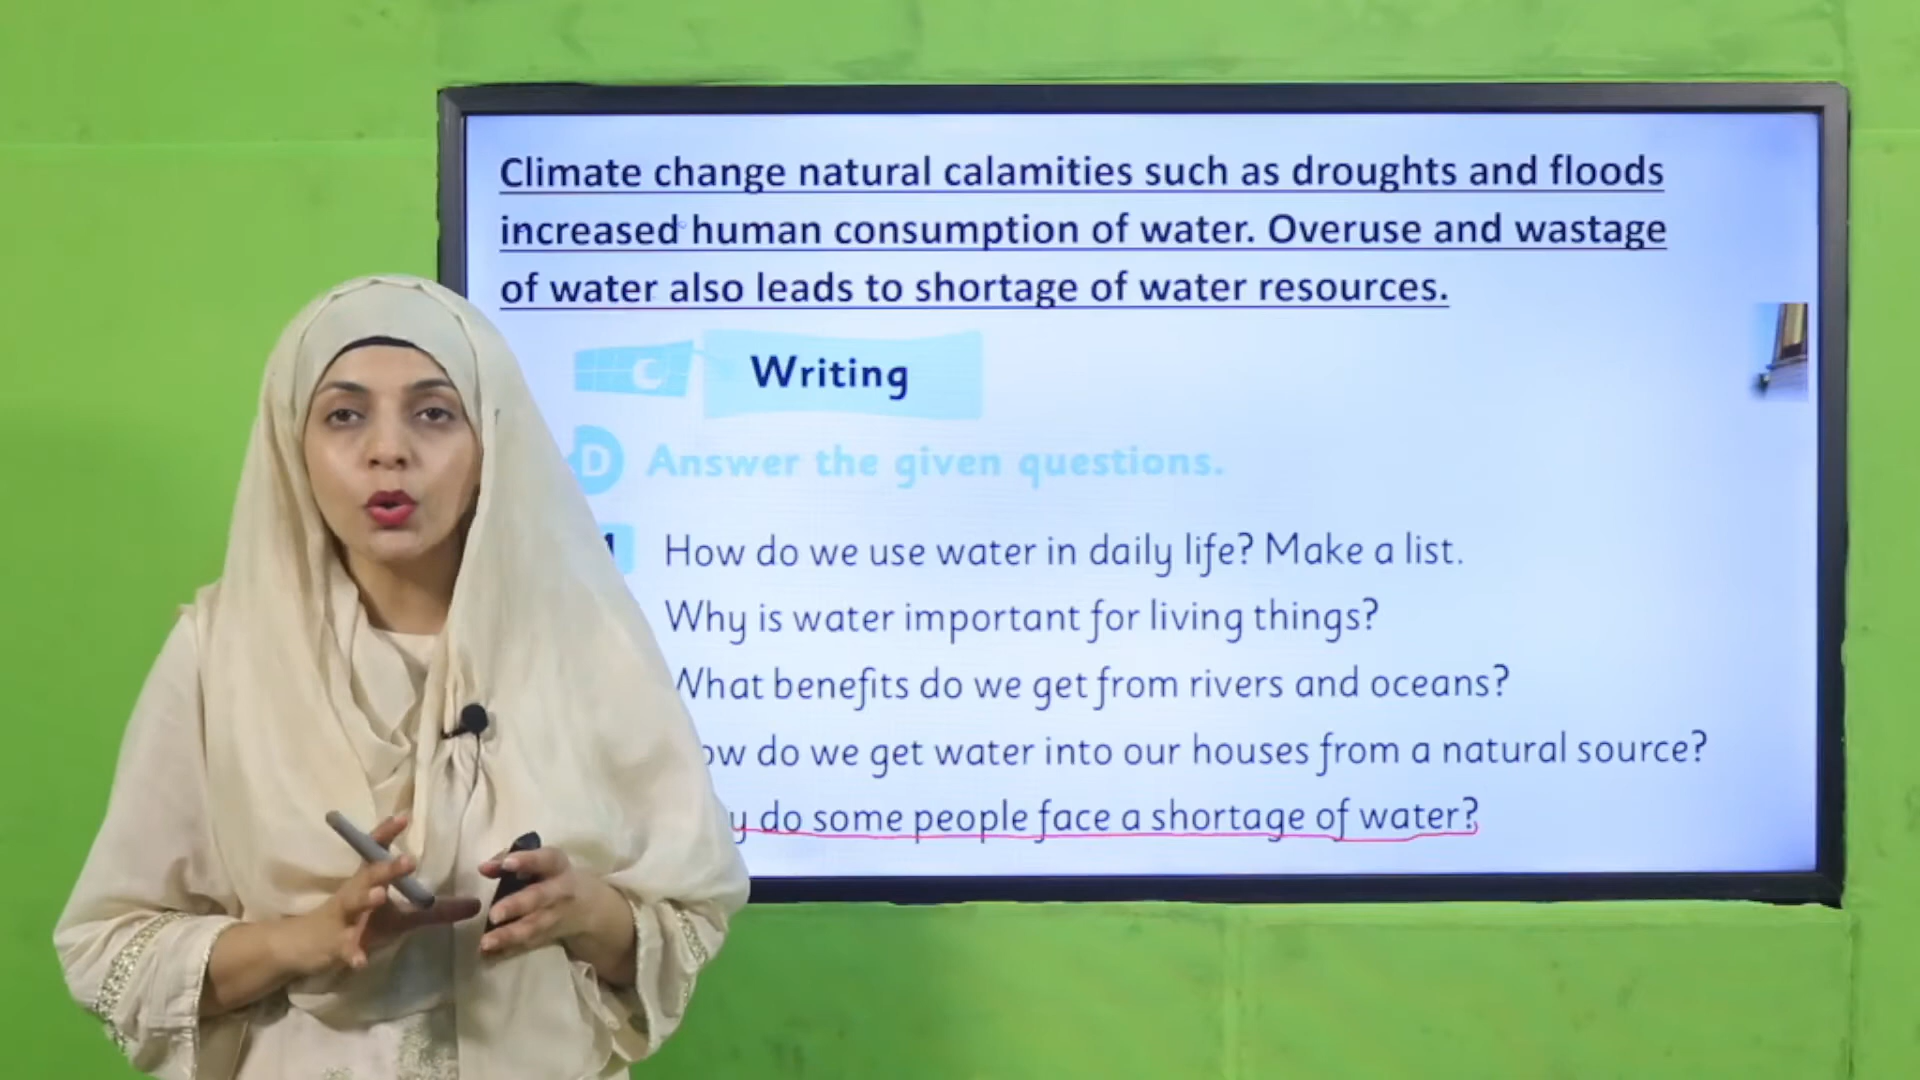 Climate change natural calamities such as droughts and floods
increased human consumption of water. Overuse and wastage
of water also leads to shortage of water resources.
Writing
D Answer the given questions.
1 How do we use water in daily life? Make a list.
Why is water important for living things?
What benefits do we get from rivers and oceans?
do we get water into our houses from a natural source?
do some people face a shortage of water?